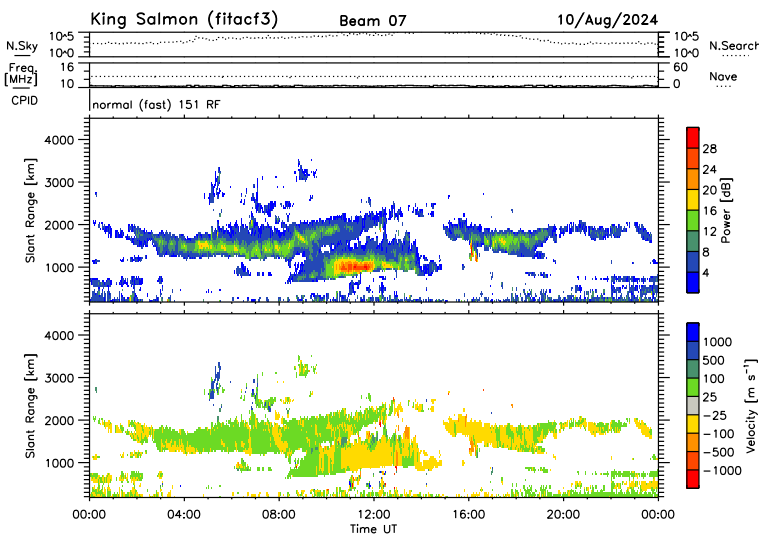 King Salmon (fitacf3) Beam 07 10/Aug/2024
N.Sky 10^5 10^5 N.Search
10^0 10^0
Freq. [MHz] 16 60 Nave
10 0
CPID normal (fast) 151 RF
Slant Range [km]
4000
3000
2000
1000
28
24
20
16
12
8
4
Power [dB]
Slant Range [km]
4000
3000
2000
1000
1000
500
100
25
-25
-100
-500
-1000
Velocity [m s⁻¹]
00:00 04:00 08:00 12:00 16:00 20:00 00:00
Time UT